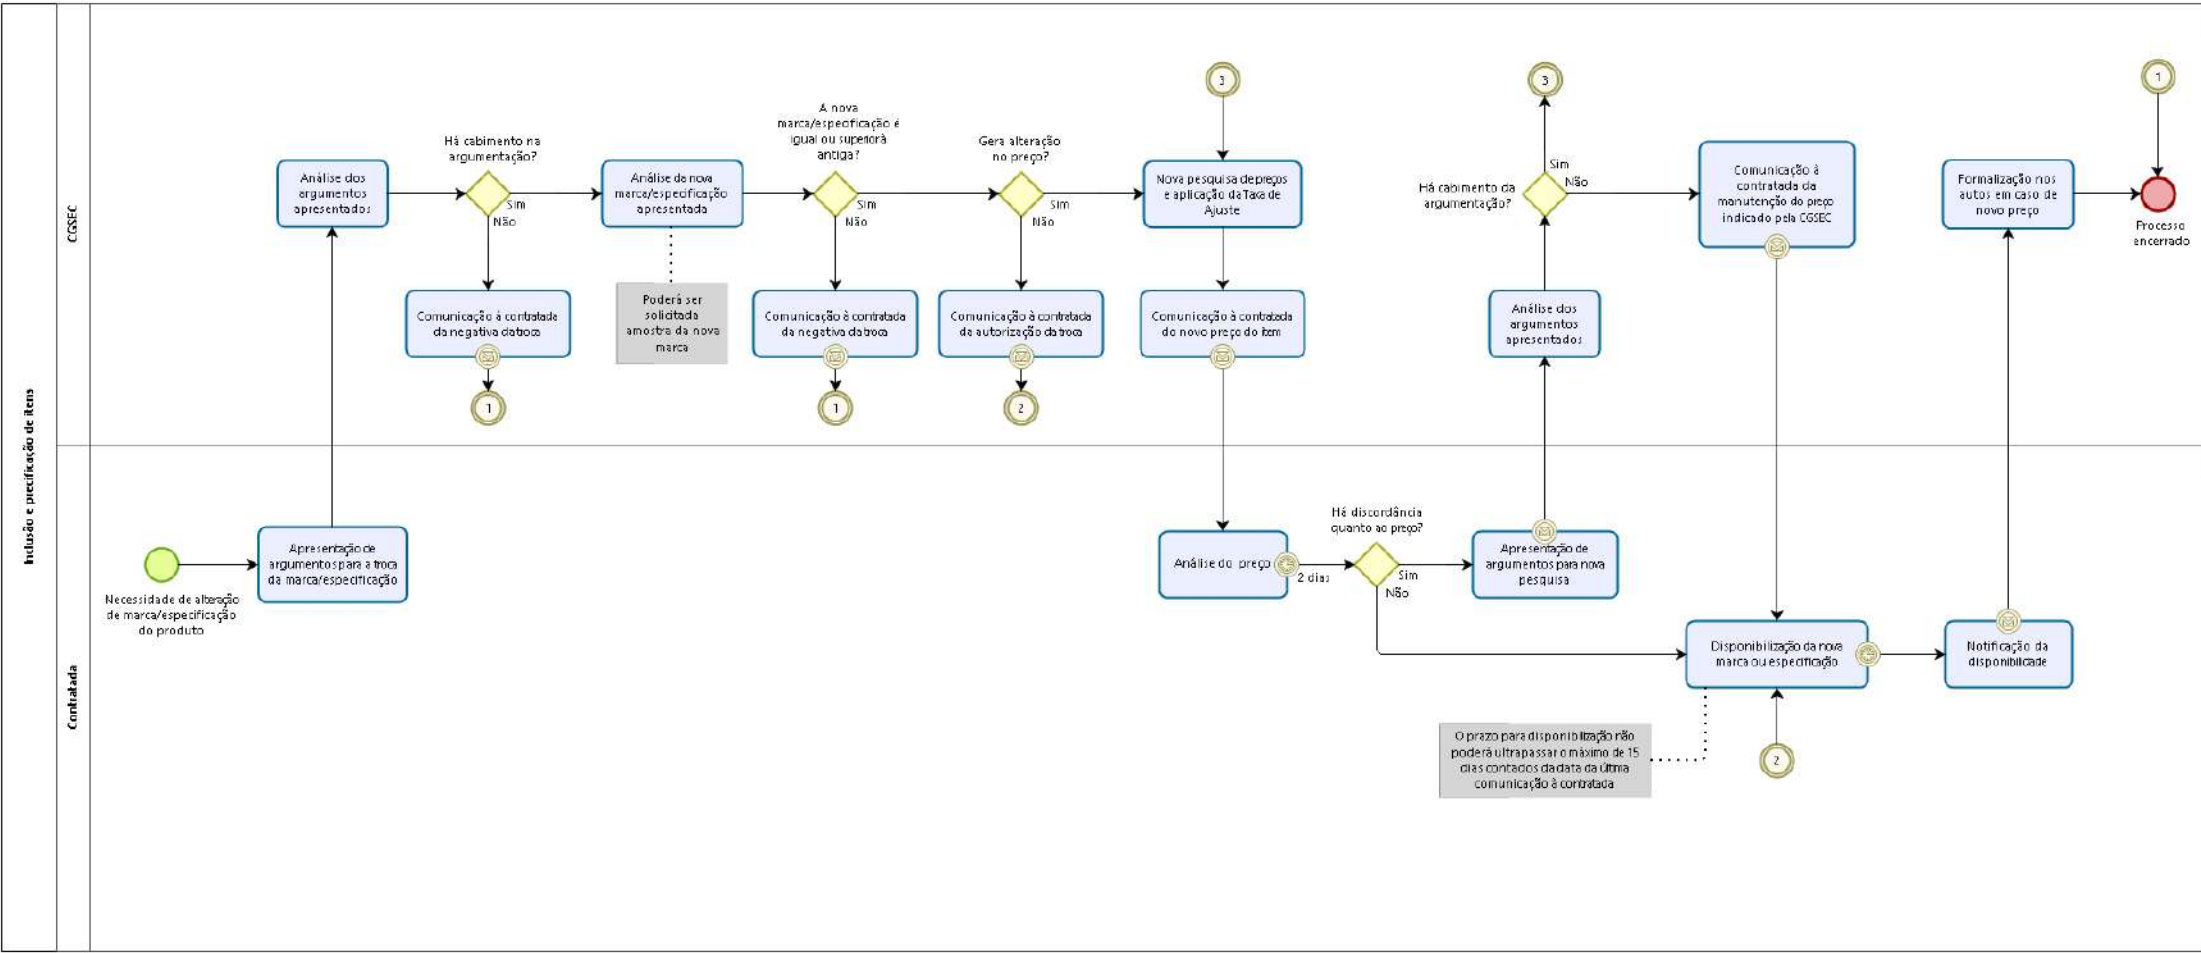 Inclusão e precificação de itens
CGSEC
Contratada
Necessidade de alteração
de marca/especificação
do produto
Apresentação de
argumentos para a troca
da marca/especificação
Análise dos
argumentos
apresentados
Há cabimento na
argumentação?
Sim
Não
Comunicação à contratada
da negativa da troca
1
Análise da nova
marca/especificação
apresentada
Poderá ser
solicitada
amostra da nova
marca
A nova
marca/especificação é
igual ou superior à
antiga?
Sim
Não
Comunicação à contratada
da negativa da troca
1
Gera alteração
no preço?
Sim
Não
Comunicação à contratada
da autorização da troca
2
3
Nova pesquisa de preços
e aplicação da Taxa de
Ajuste
Comunicação à contratada
do novo preço do item
Análise do preço
2 dias
Há discordância
quanto ao preço?
Sim
Não
Apresentação de
argumentos para nova
pesquisa
Análise dos
argumentos
apresentados
Há cabimento da
argumentação?
Sim
Não
3
Comunicação à
contratada da
manutenção do preço
indicado pela CGSEC
Disponibilização da nova
marca ou especificação
O prazo para disponibilização não
poderá ultrapassar o máximo de 15
dias contados da data da última
comunicação à contratada
2
Notificação da
disponibilidade
Formalização nos
autos em caso de
novo preço
1
Processo
encerrado